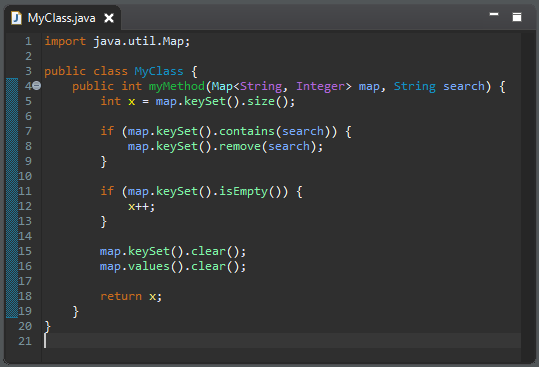 MyClass.java
1 import java.util.Map;
2
3 public class MyClass {
4 public int myMethod(Map<String, Integer> map, String search) {
5 int x = map.keySet().size();
6
7 if (map.keySet().contains(search)) {
8 map.keySet().remove(search);
9 }
10
11 if (map.keySet().isEmpty()) {
12 x++;
13 }
14
15 map.keySet().clear();
16 map.values().clear();
17
18 return x;
19 }
20 }
21